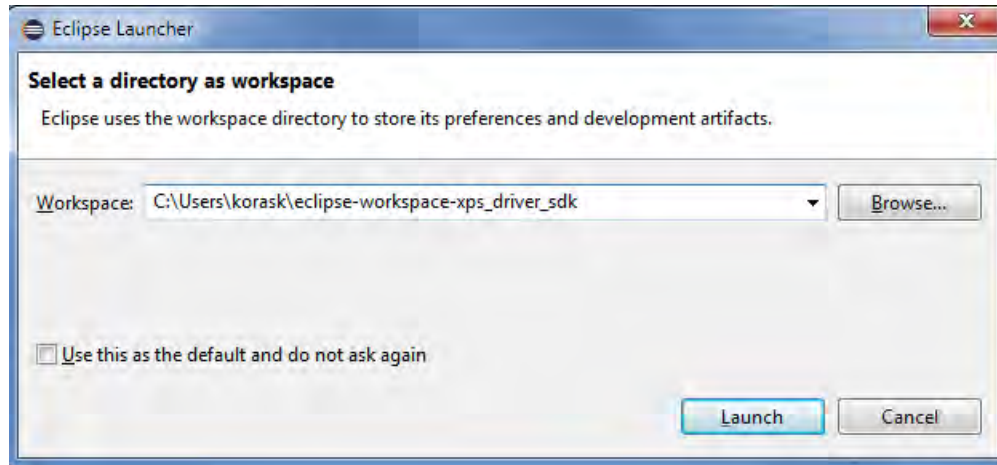 Eclipse Launcher
Select a directory as workspace
Eclipse uses the workspace directory to store its preferences and development artifacts.
Workspace: C:\Users\korask\eclipse-workspace-xps_driver_sdk Browse...
Use this as the default and do not ask again
Launch Cancel